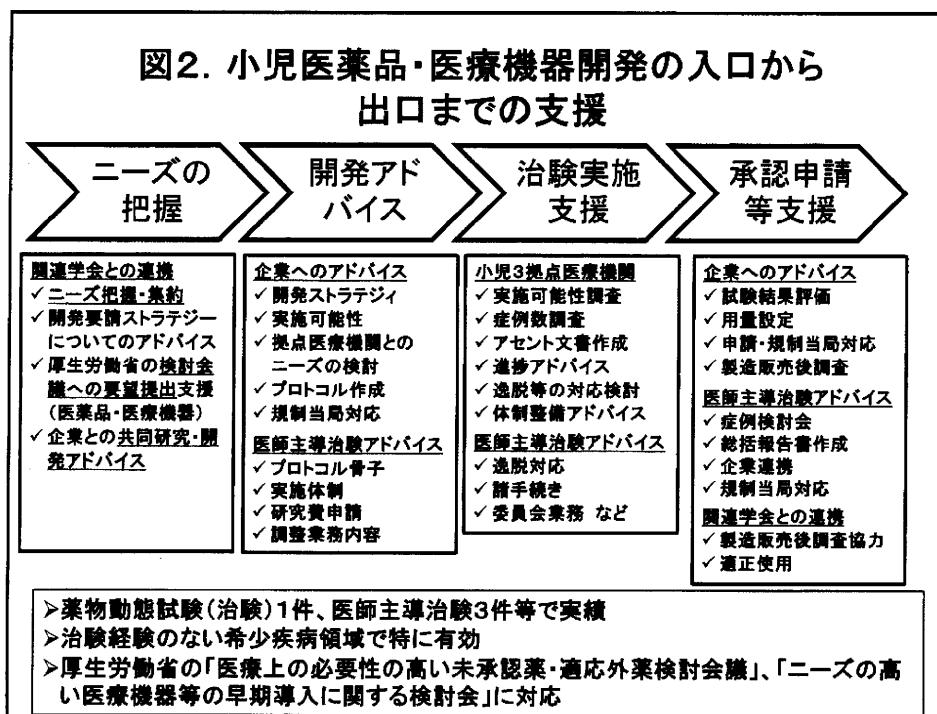 図2. 小児医薬品・医療機器開発の入口から
出口までの支援
ニーズの
把握
開発アド
バイス
治験実施
支援
承認申請
等支援
関連学会との連携
✓ ニーズ把握・集約
✓ 開発要請ストラテジー
についてのアドバイス
✓ 厚生労働省の検討会
議への要望提出支援
(医薬品・医療機器)
✓ 企業との共同研究・開
発アドバイス
企業へのアドバイス
✓ 開発ストラテジィ
✓ 実施可能性
✓ 拠点医療機関との
ニーズの検討
✓ プロトコル作成
✓ 規制当局対応
医師主導治験アドバイス
✓ プロトコル骨子
✓ 実施体制
✓ 研究費申請
✓ 調整業務内容
小児3拠点医療機関
✓ 実施可能性調査
✓ 症例数調査
✓ アセント文書作成
✓ 進捗アドバイス
✓ 逸脱等の対応検討
✓ 体制整備アドバイス
医師主導治験アドバイス
✓ 逸脱対応
✓ 諸手続き
✓ 委員会業務 など
企業へのアドバイス
✓ 試験結果評価
✓ 用量設定
✓ 申請・規制当局対応
✓ 製造販売後調査
医師主導治験アドバイス
✓ 症例検討会
✓ 総括報告書作成
✓ 企業連携
✓ 規制当局対応
関連学会との連携
✓ 製造販売後調査協力
✓ 適正使用
➢薬物動態試験(治験)1件、医師主導治験3件等で実績
➢治験経験のない希少疾病領域で特に有効
➢厚生労働省の「医療上の必要性の高い未承認薬・適応外薬検討会議」、「ニーズの高
い医療機器等の早期導入に関する検討会」に対応